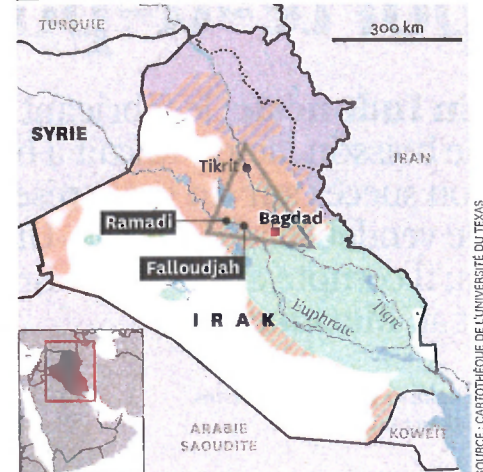 TURQUIE
300 km
SYRIE
Tikrit
IRAN
Ramadi
Bagdad
Falloudjah
IRAK
Euphrate
Tigre
ARABIE
SAOUDITE
KOWEÏT
SOURCE : CARTOTHÈQUE DE L'UNIVERSITÉ DU TEXAS